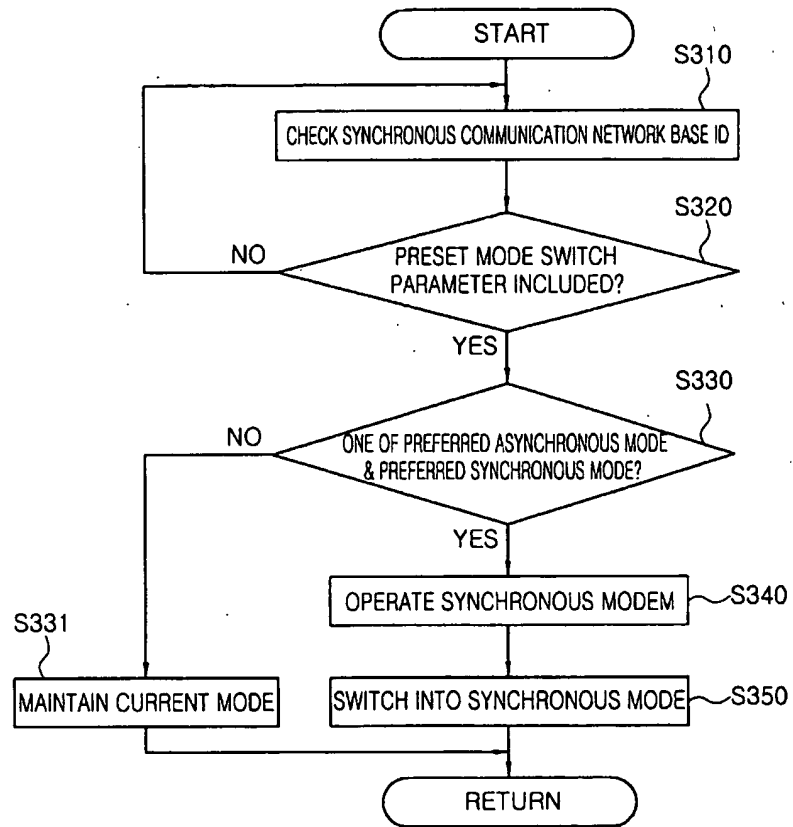 START
S310
CHECK SYNCHRONOUS COMMUNICATION NETWORK BASE ID
S320
NO
PRESET MODE SWITCH
PARAMETER INCLUDED?
YES
S330
NO
ONE OF PREFERRED ASYNCHRONOUS MODE
& PREFERRED SYNCHRONOUS MODE?
YES
OPERATE SYNCHRONOUS MODEM
S340
S331
MAINTAIN CURRENT MODE
SWITCH INTO SYNCHRONOUS MODE
S350
RETURN